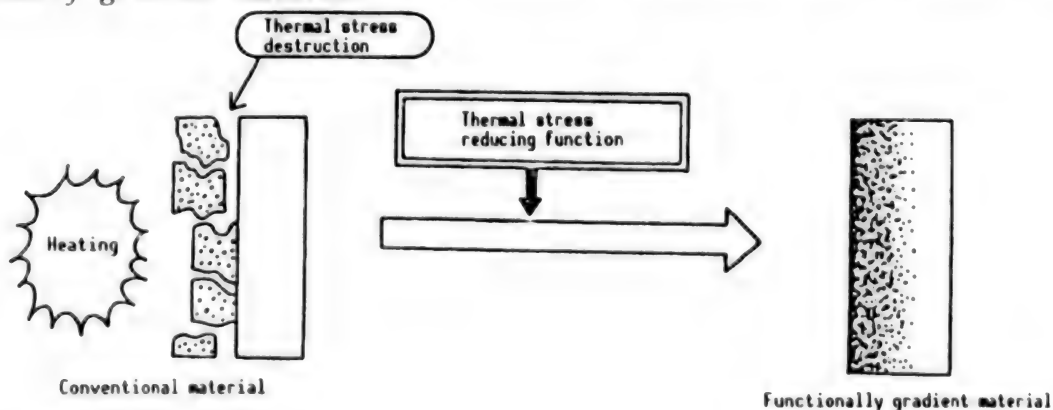 Thermal stress
destruction
Thermal stress
reducing function
Heating
Conventional material
Functionally gradient material